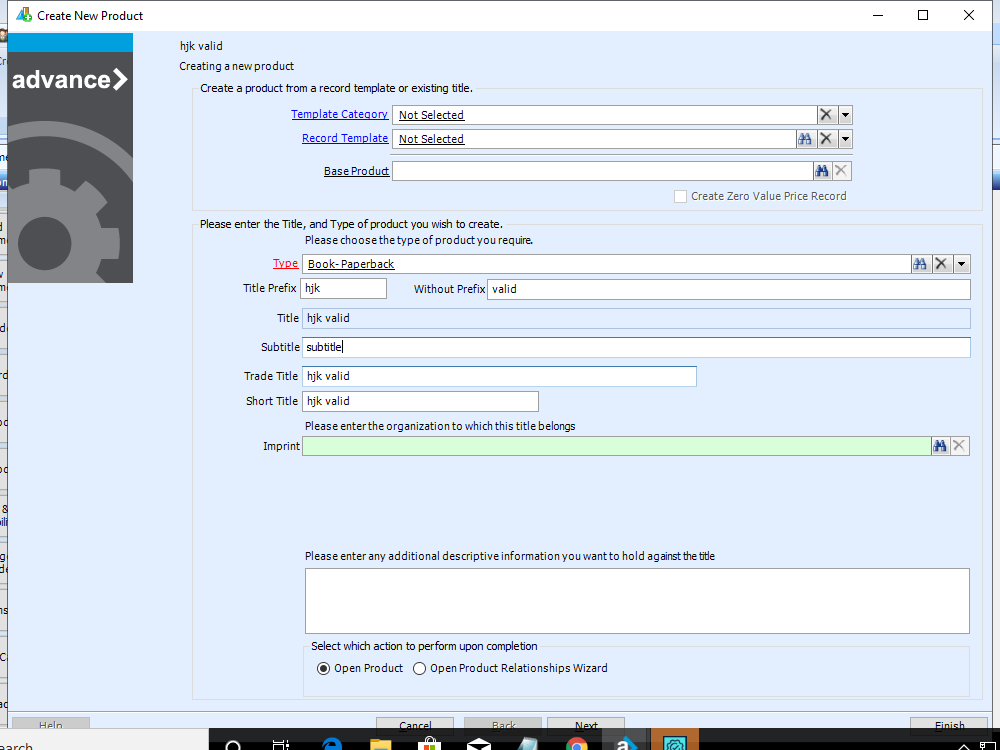 Create New Product
hjk valid
Creating a new product
advance
Create a product from a record template or existing title.
Template Category Not Selected
Record Template Not Selected
Base Product
Create Zero Value Price Record
Please enter the Title, and Type of product you wish to create.
Please choose the type of product you require.
Type Book- Paperback
Title Prefix hjk Without Prefix valid
Title hjk valid
Subtitle subtitle
Trade Title hjk valid
Short Title hjk valid
Please enter the organization to which this title belongs
Imprint
Please enter any additional descriptive information you want to hold against the title
Select which action to perform upon completion
Open Product Open Product Relationships Wizard
Help Cancel Back Next Finish
earch